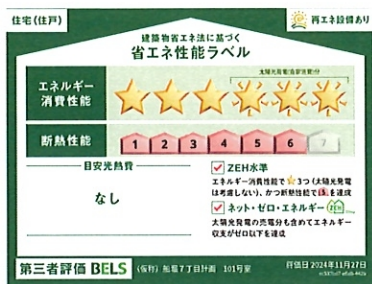 住宅(住戸)
再エネ設備あり
建築物省エネ法に基づく
省エネ性能ラベル
太陽光発電(自家消費)分
エネルギー
消費性能
断熱性能
1 2 3 4 5 6 7
目安光熱費
なし
ZEH水準
エネルギー消費性能で★3つ(太陽光発電
は考慮しない)、かつ断熱性能で5を達成
ネット・ゼロ・エネルギー ZEH
太陽光発電の売電分も含めてエネルギー
収支がゼロ以下を達成
第三者評価 BELS
(仮称) 船堀7丁目計画 101号室
評価日 2024年11月27日